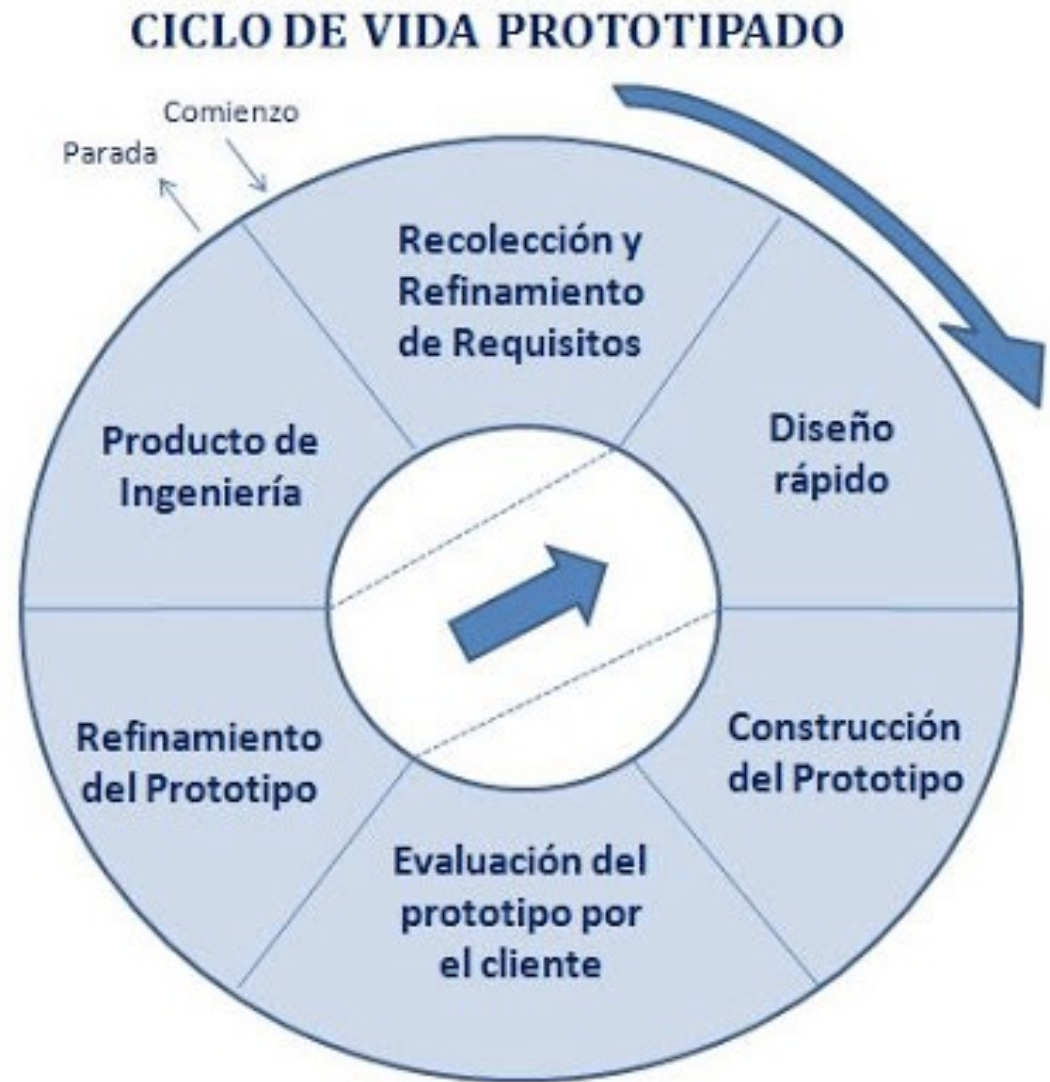 CICLO DE VIDA PROTOTIPADO
Comienzo
Parada
Recolección y
Refinamiento
de Requisitos
Diseño
rápido
Construcción
del Prototipo
Evaluación del
prototipo por
el cliente
Refinamiento
del Prototipo
Producto de
Ingeniería